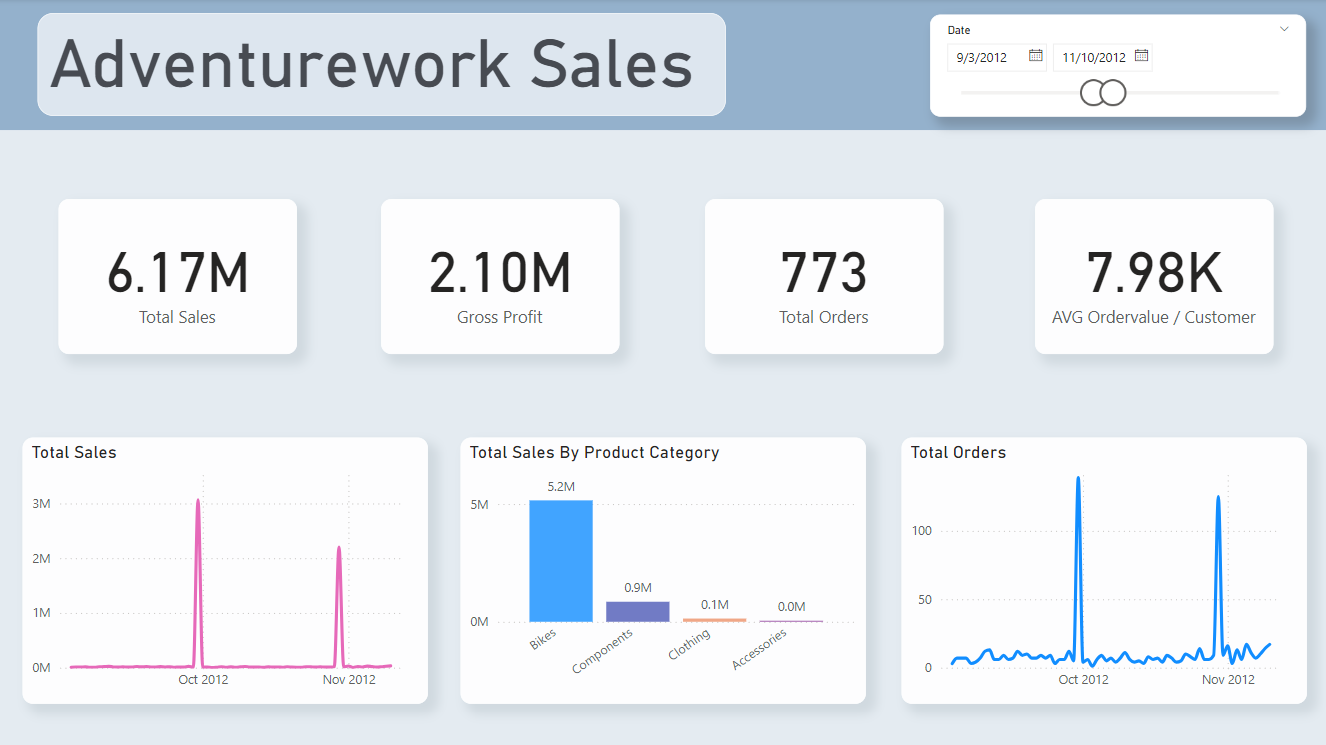 Adventurework Sales
Date
9/3/2012
11/10/2012
6.17M
Total Sales
2.10M
Gross Profit
773
Total Orders
7.98K
AVG Ordervalue / Customer
Total Sales
3M
2M
1M
0M
Oct 2012
Nov 2012
Total Sales By Product Category
5M
0M
5.2M
0.9M
0.1M
0.0M
Bikes
Components
Clothing
Accessories
Total Orders
100
50
0
Oct 2012
Nov 2012